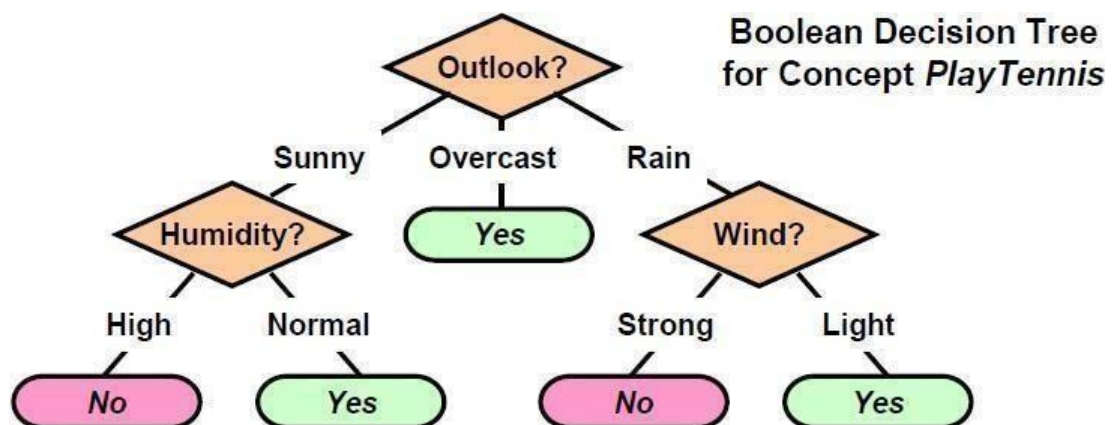 Boolean Decision Tree
for Concept PlayTennis
Outlook?
Sunny
Overcast
Rain
Humidity?
Yes
Wind?
High
Normal
Strong
Light
No
Yes
No
Yes